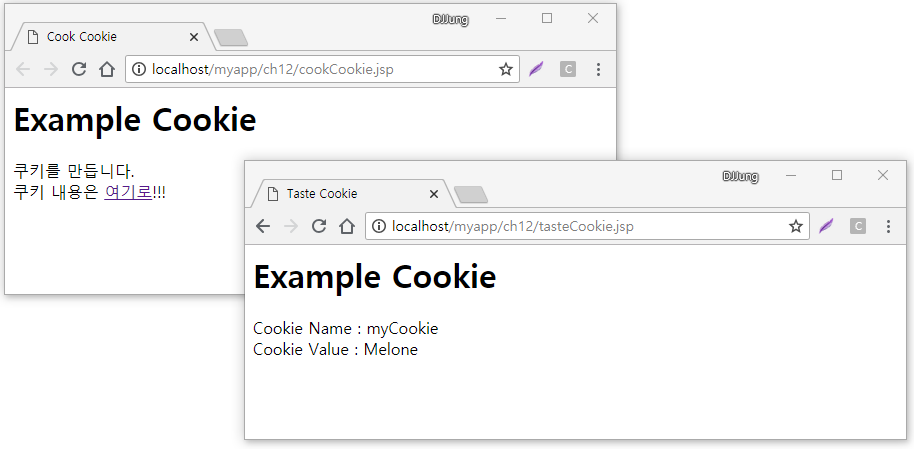 DJJung
Cook Cookie
localhost/myapp/ch12/cookCookie.jsp
C
Example Cookie
쿠키를 만듭니다.
쿠키 내용은 여기로!!!
DJJung
Taste Cookie
localhost/myapp/ch12/tasteCookie.jsp
C
Example Cookie
Cookie Name : myCookie
Cookie Value : Melone